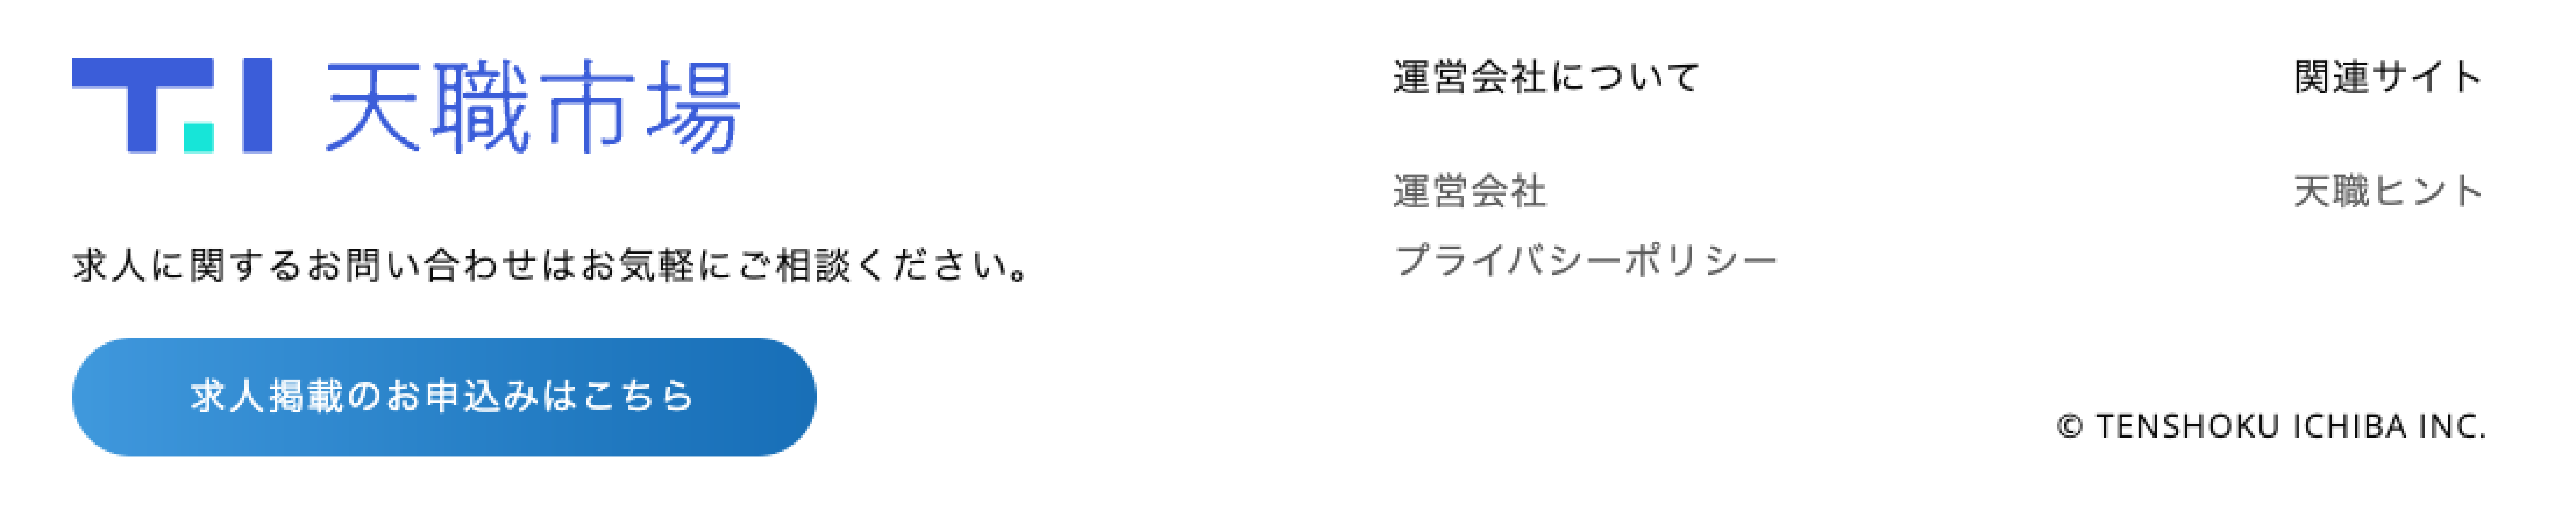 T.I 天職市場
求人に関するお問い合わせはお気軽にご相談ください。
求人掲載のお申込みはこちら
運営会社について
運営会社
プライバシーポリシー
関連サイト
天職ヒント
© TENSHOKU ICHIBA INC.